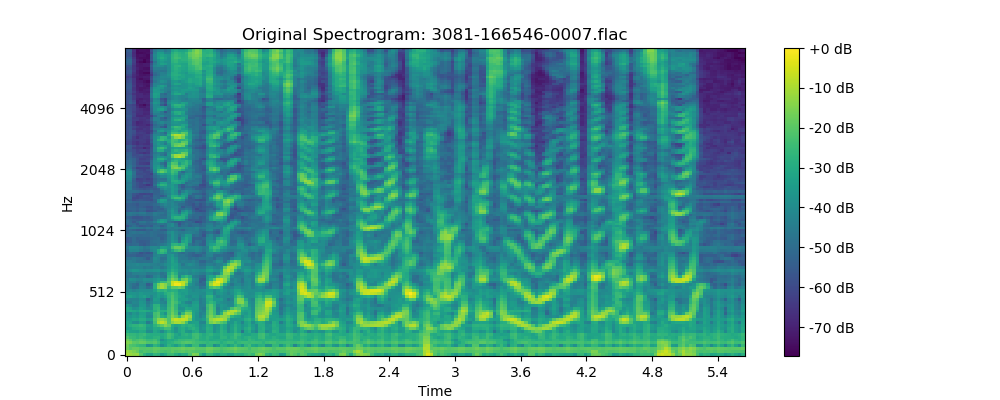 Original Spectrogram: 3081-166546-0007.flac
Hz
4096
2048
1024
512
0
0 0.6 1.2 1.8 2.4 3 3.6 4.2 4.8 5.4
Time
+0 dB
-10 dB
-20 dB
-30 dB
-40 dB
-50 dB
-60 dB
-70 dB